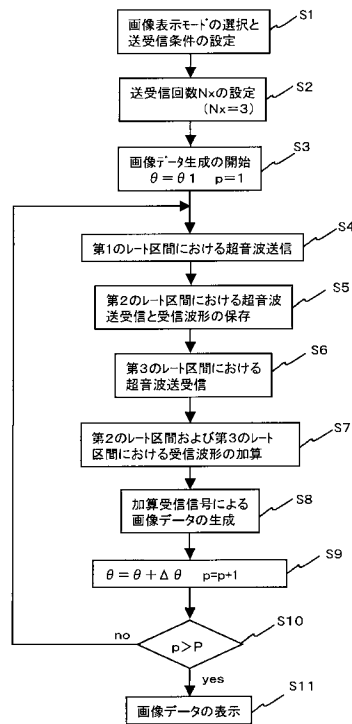 画像表示モードの選択と
送受信条件の設定
S1
送受信回数Nxの設定
(Nx=3)
S2
画像データ生成の開始
θ=θ1 p=1
S3
第1のレート区間における超音波送信
S4
第2のレート区間における超音波
送受信と受信波形の保存
S5
第3のレート区間における
超音波送受信
S6
第2のレート区間および第3のレート
区間における受信波形の加算
S7
加算受信信号による
画像データの生成
S8
θ=θ+Δθ p=p+1
S9
p>P
S10
no
yes
画像データの表示
S11